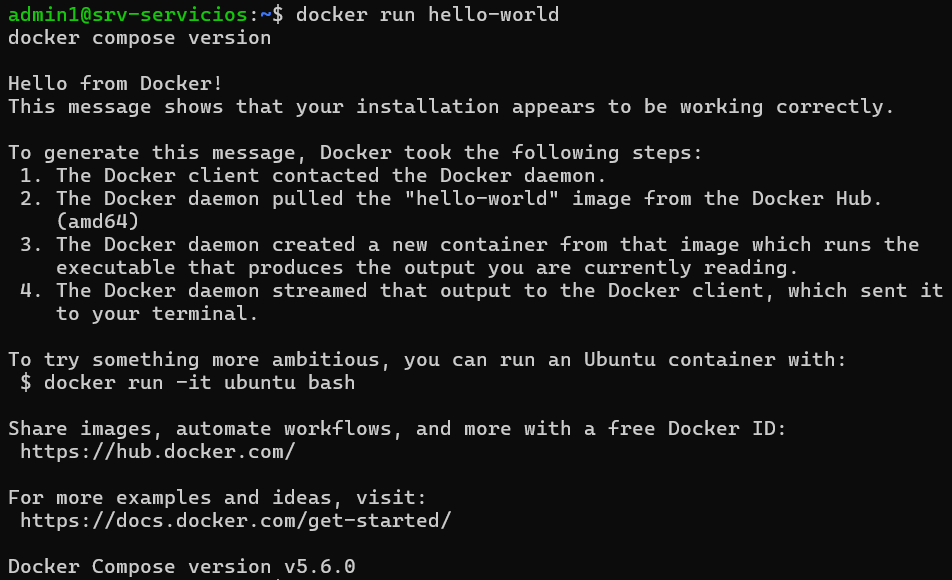 admin1@srv-servicios:~$ docker run hello-world
docker compose version

Hello from Docker!
This message shows that your installation appears to be working correctly.

To generate this message, Docker took the following steps:
 1. The Docker client contacted the Docker daemon.
 2. The Docker daemon pulled the "hello-world" image from the Docker Hub.
    (amd64)
 3. The Docker daemon created a new container from that image which runs the
    executable that produces the output you are currently reading.
 4. The Docker daemon streamed that output to the Docker client, which sent it
    to your terminal.

To try something more ambitious, you can run an Ubuntu container with:
 $ docker run -it ubuntu bash

Share images, automate workflows, and more with a free Docker ID:
 https://hub.docker.com/

For more examples and ideas, visit:
 https://docs.docker.com/get-started/

Docker Compose version v5.6.0